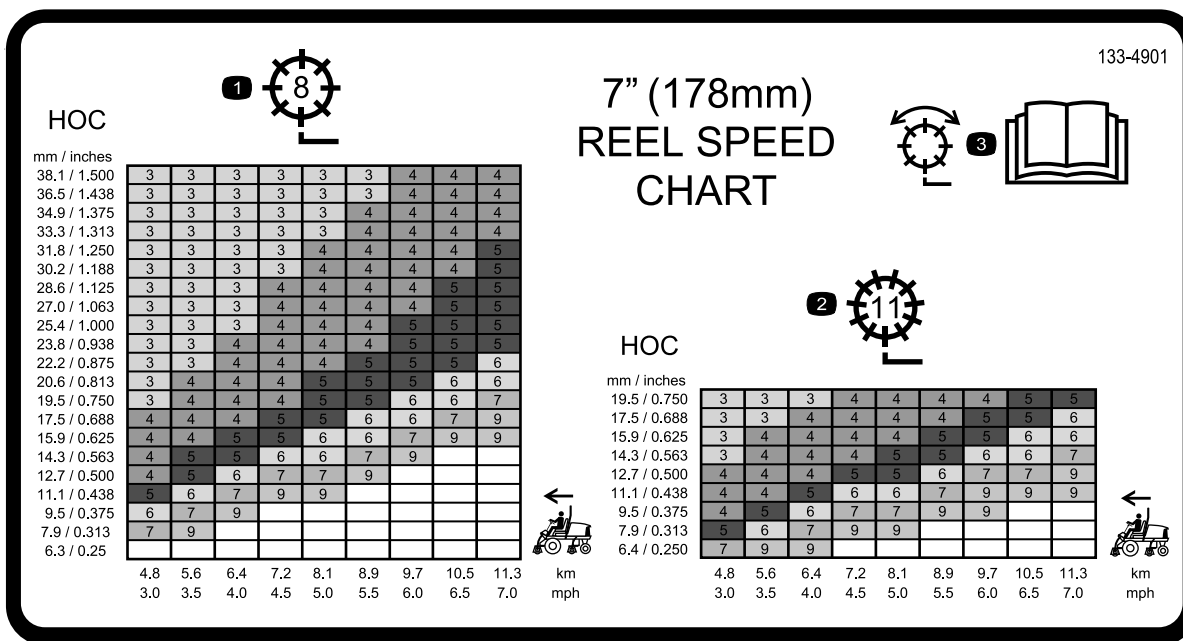 133-4901
7” (178mm)
REEL SPEED
CHART
3
1
8
HOC
mm / inches
38.1 / 1.500 3 3 3 3 3 3 4 4 4
36.5 / 1.438 3 3 3 3 3 3 4 4 4
34.9 / 1.375 3 3 3 3 3 4 4 4 4
33.3 / 1.313 3 3 3 3 3 4 4 4 4
31.8 / 1.250 3 3 3 3 4 4 4 4 5
30.2 / 1.188 3 3 3 3 4 4 4 4 5
28.6 / 1.125 3 3 3 4 4 4 4 5 5
27.0 / 1.063 3 3 3 4 4 4 4 5 5
25.4 / 1.000 3 3 3 4 4 4 5 5 5
23.8 / 0.938 3 3 4 4 4 4 5 5 5
22.2 / 0.875 3 3 4 4 4 5 5 5 6
20.6 / 0.813 3 4 4 4 5 5 5 6 6
19.5 / 0.750 3 4 4 4 5 5 6 6 7
17.5 / 0.688 4 4 4 5 5 6 6 7 9
15.9 / 0.625 4 4 5 5 6 6 7 9 9
14.3 / 0.563 4 5 5 6 6 7 9
12.7 / 0.500 4 5 6 7 7 9
11.1 / 0.438 5 6 7 9 9
9.5 / 0.375 6 7 9
7.9 / 0.313 7 9
6.3 / 0.25
4.8 5.6 6.4 7.2 8.1 8.9 9.7 10.5 11.3 km
3.0 3.5 4.0 4.5 5.0 5.5 6.0 6.5 7.0 mph
2
11
HOC
mm / inches
19.5 / 0.750 3 3 3 4 4 4 4 5 5
17.5 / 0.688 3 3 4 4 4 4 5 5 6
15.9 / 0.625 3 4 4 4 4 5 5 6 6
14.3 / 0.563 3 4 4 4 5 5 6 6 7
12.7 / 0.500 4 4 4 5 5 6 7 7 9
11.1 / 0.438 4 4 5 6 6 7 9 9 9
9.5 / 0.375 4 5 6 7 7 9 9
7.9 / 0.313 5 6 7 9 9
6.4 / 0.250 7 9 9
4.8 5.6 6.4 7.2 8.1 8.9 9.7 10.5 11.3 km
3.0 3.5 4.0 4.5 5.0 5.5 6.0 6.5 7.0 mph